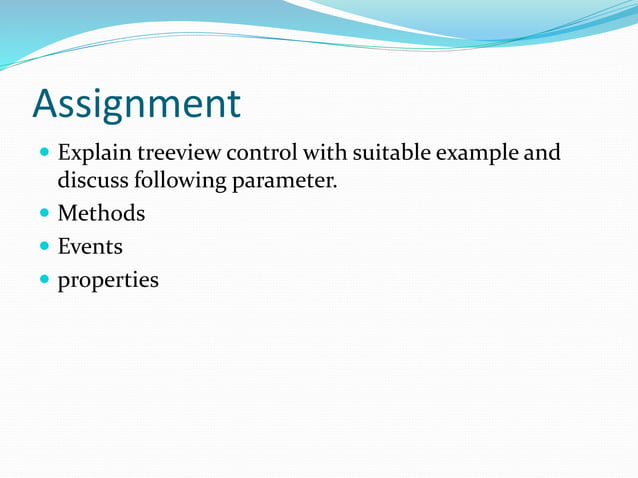 Assignment
• Explain treeview control with suitable example and
discuss following parameter.
• Methods
• Events
• properties